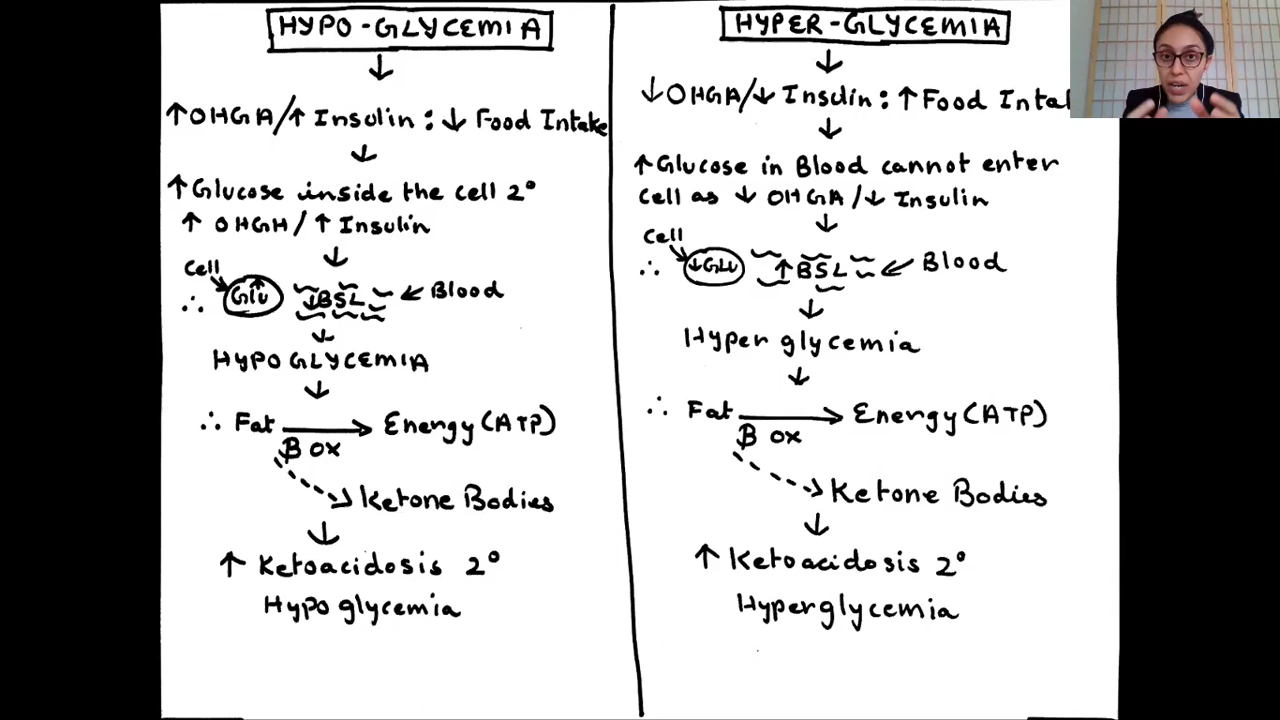 HYPO-GLYCEMIA
↑OHGA/↑ Insulin: ↓ Food Intake
↑Glucose inside the cell 2°
↑ OHGH/↑ Insulin
Cell
∴ Glu↑ ↓BSL ← Blood
HYPOGLYCEMIA
∴ Fat → Energy (ATP)
B ox
Ketone Bodies
↑ Ketoacidosis 2°
Hypoglycemia
HYPER-GLYCEMIA
↓OHGA/↓ Insulin: ↑Food
↑Glucose in Blood cannot enter
Cell as ↓ OHGA/↓ Insulin
Cell
∴ ↓GLU ↑BSL ← Blood
Hyperglycemia
∴ Fat → Energy (ATP)
B ox
Ketone Bodies
↑ Ketoacidosis 2°
Hyperglycemia